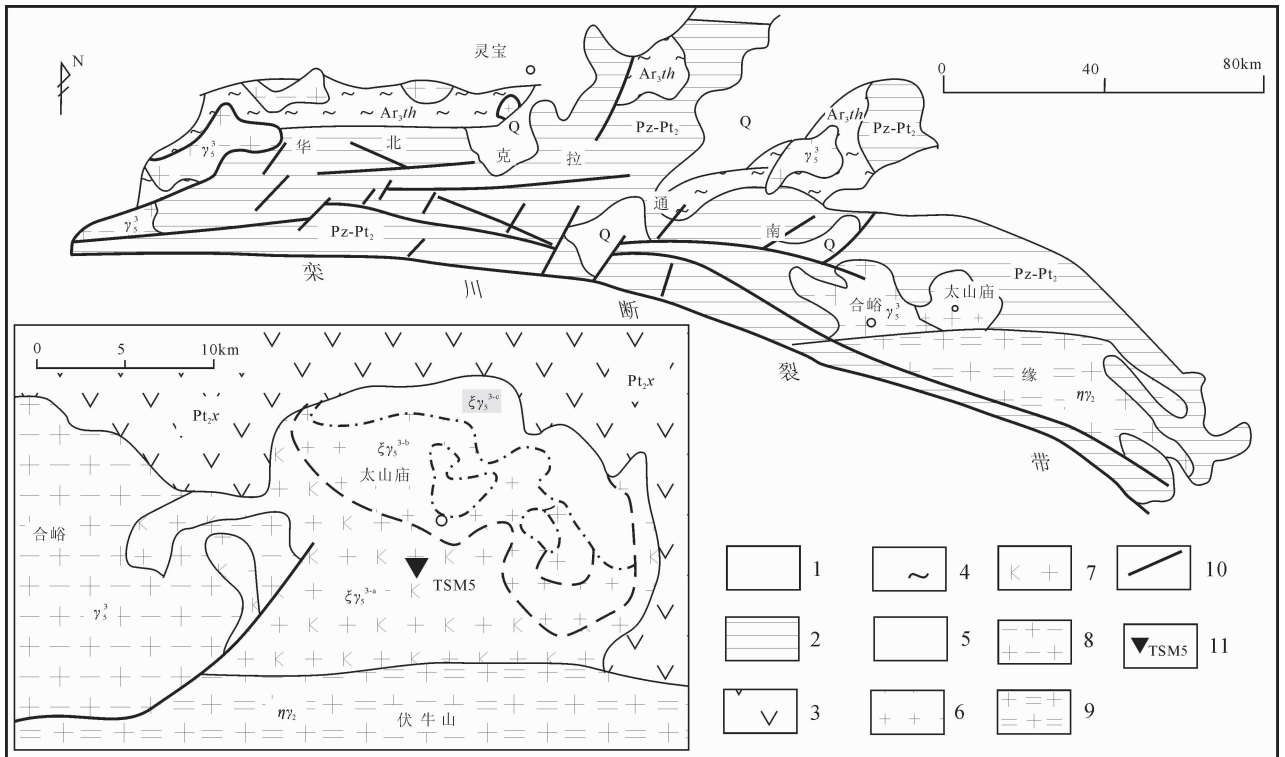 N
灵宝
0 40 80km
Ar₃th
Ar₃th
Q
Pz-Pt₂
Q
Ar₃th
Pz-Pt₂
γ₅³
华 北 克 拉 通 南 缘
γ₅³
γ₅³
Pz-Pt₂
Q
Q
Pz-Pt₂
合峪
γ₅³
太山庙
ηγ₂
栾 川 断 裂 带
0 5 10km
Pt₂x
Pt₂x
ξγ₅³⁻ᶜ
ξγ₅³⁻ᵇ
太山庙
合峪
TSM5
ξγ₅³⁻ᵃ
γ₅³
ηγ₂
伏牛山
1
4
7
10
2
5
8
TSM5 11
3
6
9